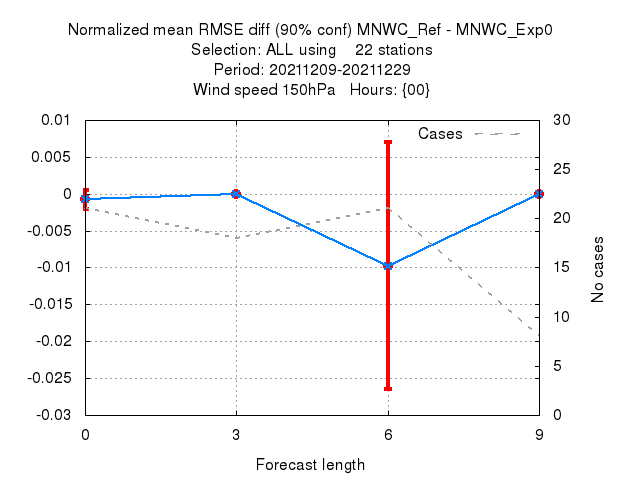 Normalized mean RMSE diff (90% conf) MNWC_Ref - MNWC_Exp0
Selection: ALL using    22 stations
Period: 20211209-20211229
Wind speed 150hPa   Hours: {00}
Cases
0.01
0.005
0
-0.005
-0.01
-0.015
-0.02
-0.025
-0.03
30
25
20
15
10
5
0
No cases
0 3 6 9
Forecast length